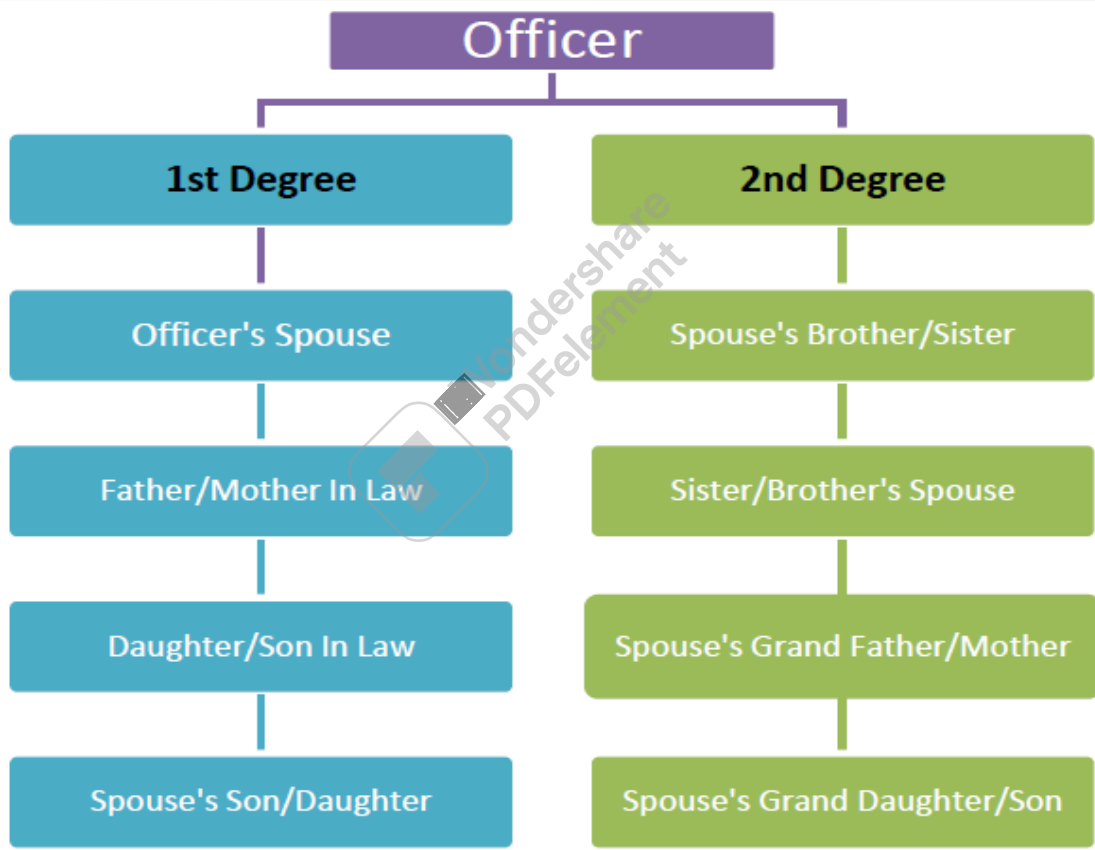 Officer
1st Degree
Officer's Spouse
Father/Mother In Law
Daughter/Son In Law
Spouse's Son/Daughter
2nd Degree
Spouse's Brother/Sister
Sister/Brother's Spouse
Spouse's Grand Father/Mother
Spouse's Grand Daughter/Son
Wondershare
PDFelement